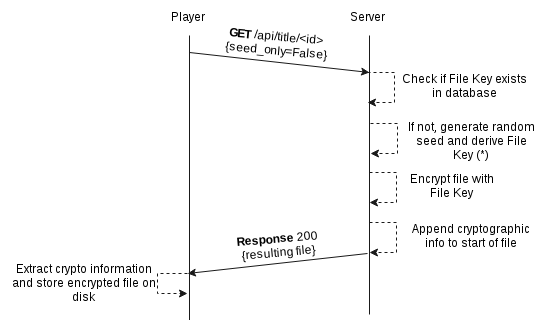 Player
Server
GET /api/title/<id>
{seed_only=False}
Check if File Key exists
in database
If not, generate random
seed and derive File
Key (*)
Encrypt file with
File Key
Append cryptographic
info to start of file
Response 200
{resulting file}
Extract crypto information
and store encrypted file on
disk